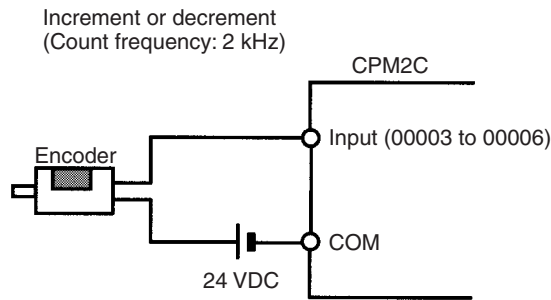 Increment or decrement
(Count frequency: 2 kHz)
CPM2C
Input (00003 to 00006)
Encoder
COM
24 VDC